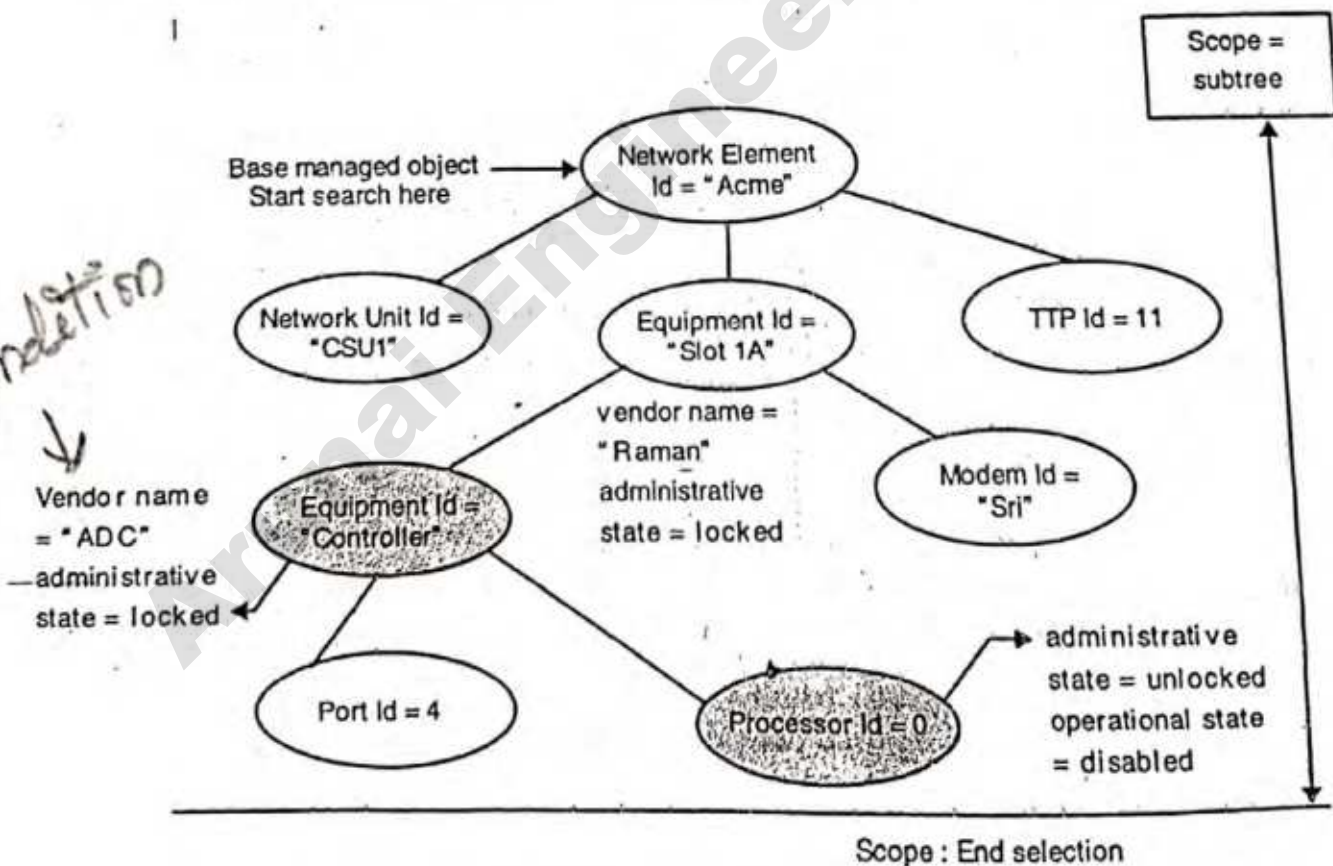 Scope =
subtree
Base managed object
Start search here
Network Element
Id = "Acme"
Network Unit Id =
"CSU1"
Equipment Id =
"Slot 1A"
TTP Id = 11
vendor name =
"Raman"
administrative
state = locked
Modem Id =
"Sri"
Vendor name
= "ADC"
administrative
state = locked
Equipment Id =
"Controller"
Port Id = 4
Processor Id = 0
administrative
state = unlocked
operational state
= disabled
Scope : End selection